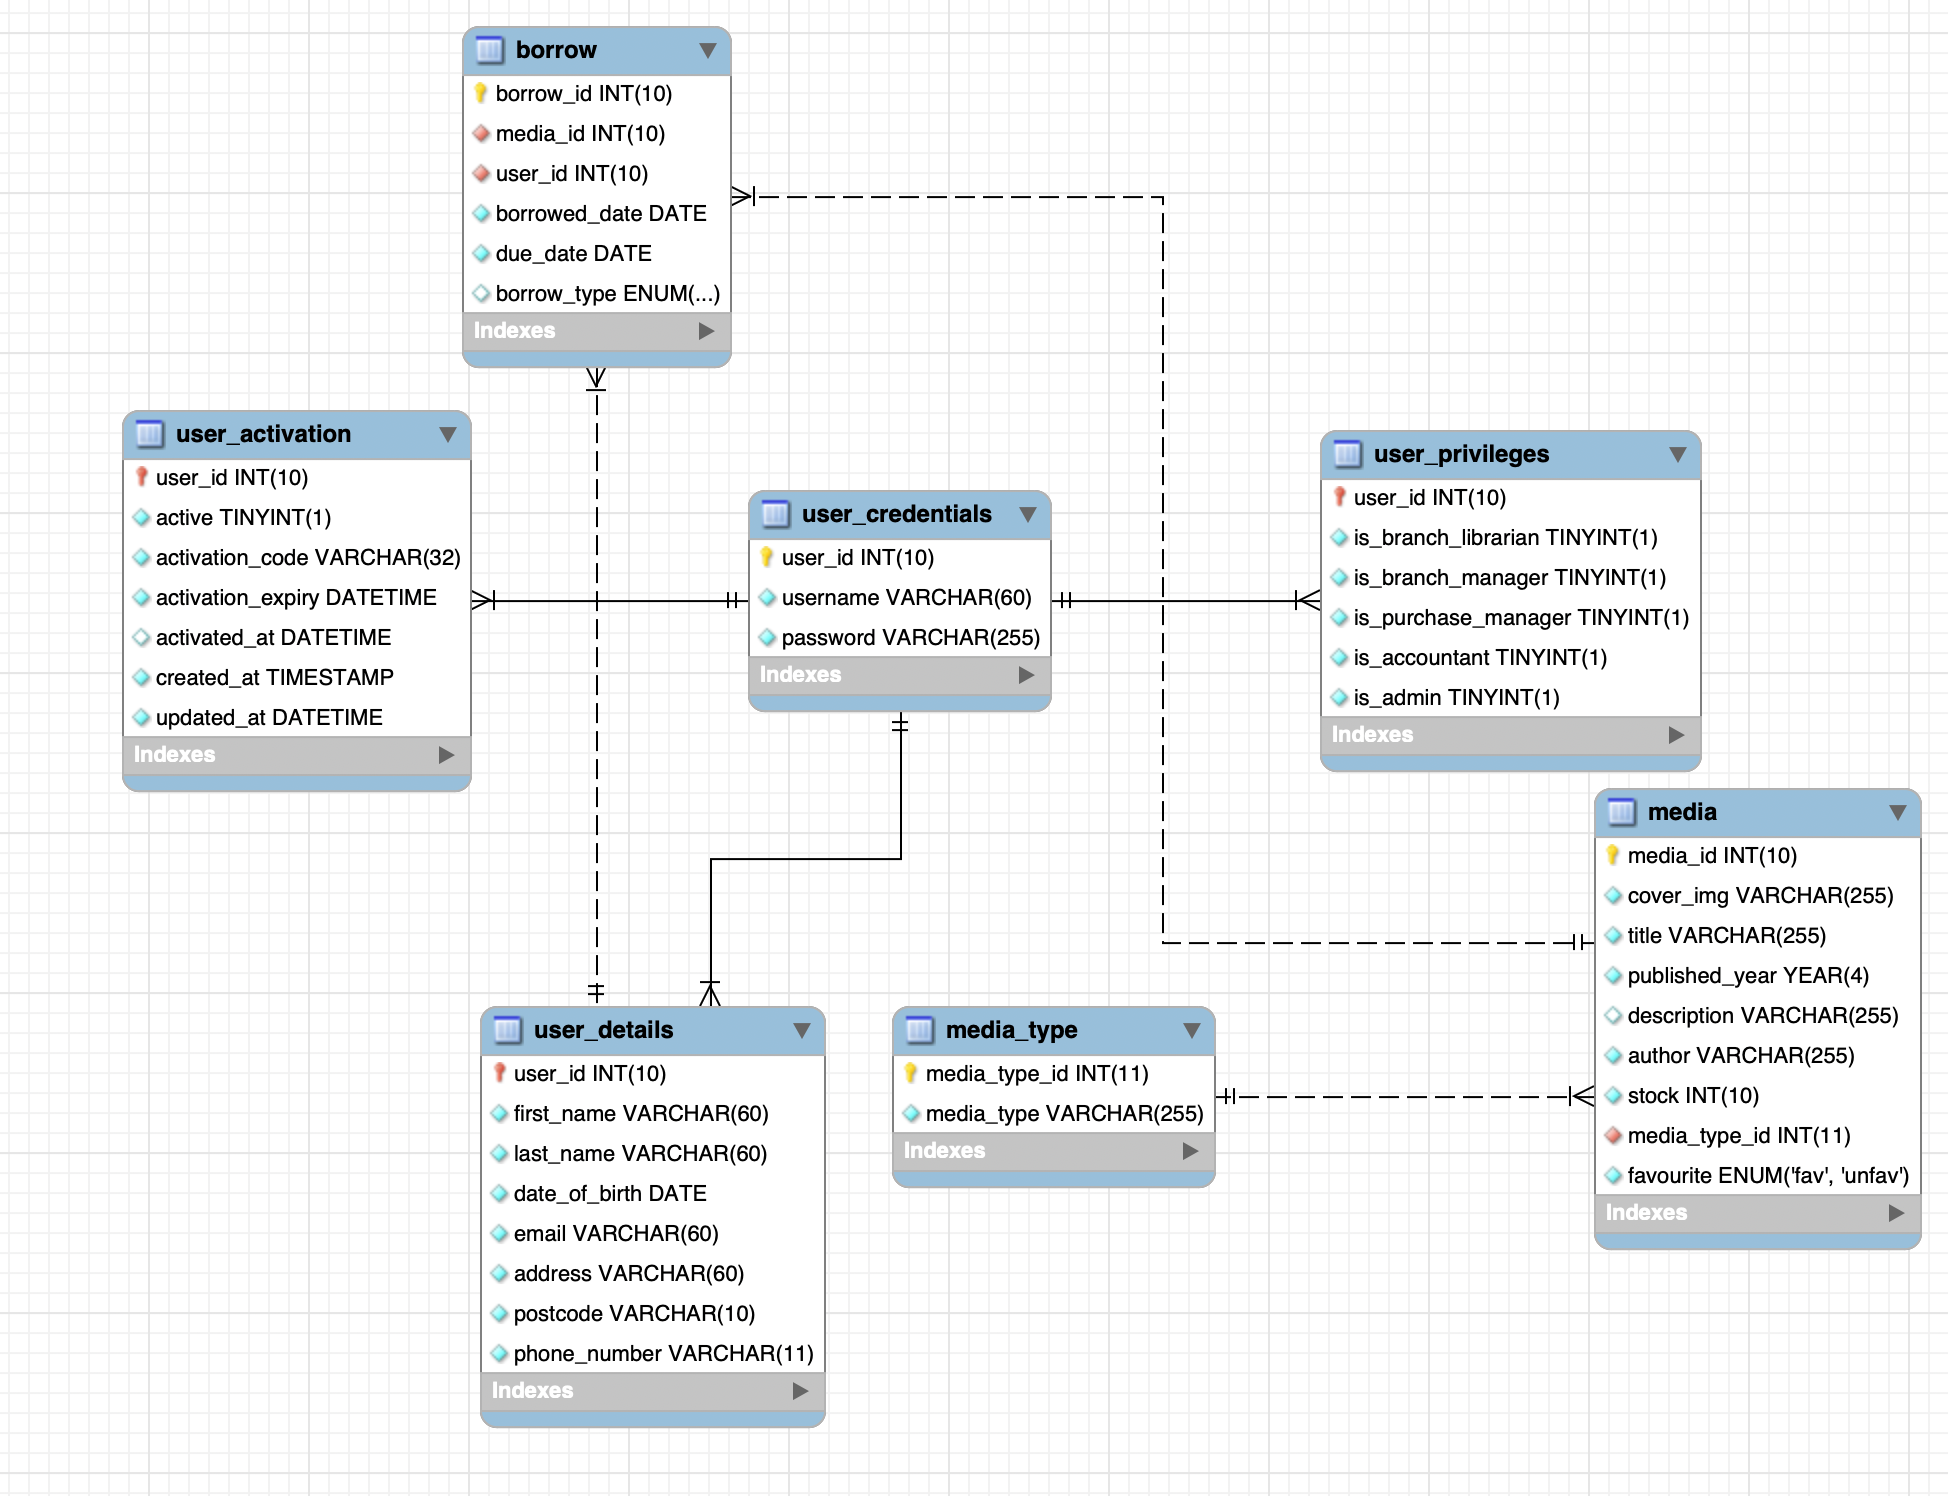 borrow
borrow_id INT(10)
media_id INT(10)
user_id INT(10)
borrowed_date DATE
due_date DATE
borrow_type ENUM(...)
Indexes
user_activation
user_id INT(10)
active TINYINT(1)
activation_code VARCHAR(32)
activation_expiry DATETIME
activated_at DATETIME
created_at TIMESTAMP
updated_at DATETIME
Indexes
user_credentials
user_id INT(10)
username VARCHAR(60)
password VARCHAR(255)
Indexes
user_privileges
user_id INT(10)
is_branch_librarian TINYINT(1)
is_branch_manager TINYINT(1)
is_purchase_manager TINYINT(1)
is_accountant TINYINT(1)
is_admin TINYINT(1)
Indexes
media
media_id INT(10)
cover_img VARCHAR(255)
title VARCHAR(255)
published_year YEAR(4)
description VARCHAR(255)
author VARCHAR(255)
stock INT(10)
media_type_id INT(11)
favourite ENUM('fav', 'unfav')
Indexes
user_details
user_id INT(10)
first_name VARCHAR(60)
last_name VARCHAR(60)
date_of_birth DATE
email VARCHAR(60)
address VARCHAR(60)
postcode VARCHAR(10)
phone_number VARCHAR(11)
Indexes
media_type
media_type_id INT(11)
media_type VARCHAR(255)
Indexes